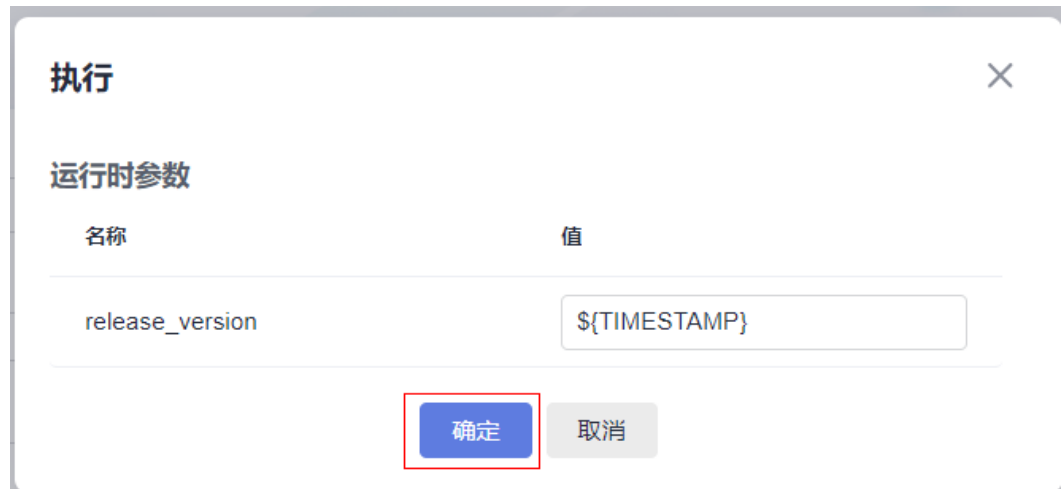 执行
运行时参数
名称 值
release_version ${TIMESTAMP}
确定 取消